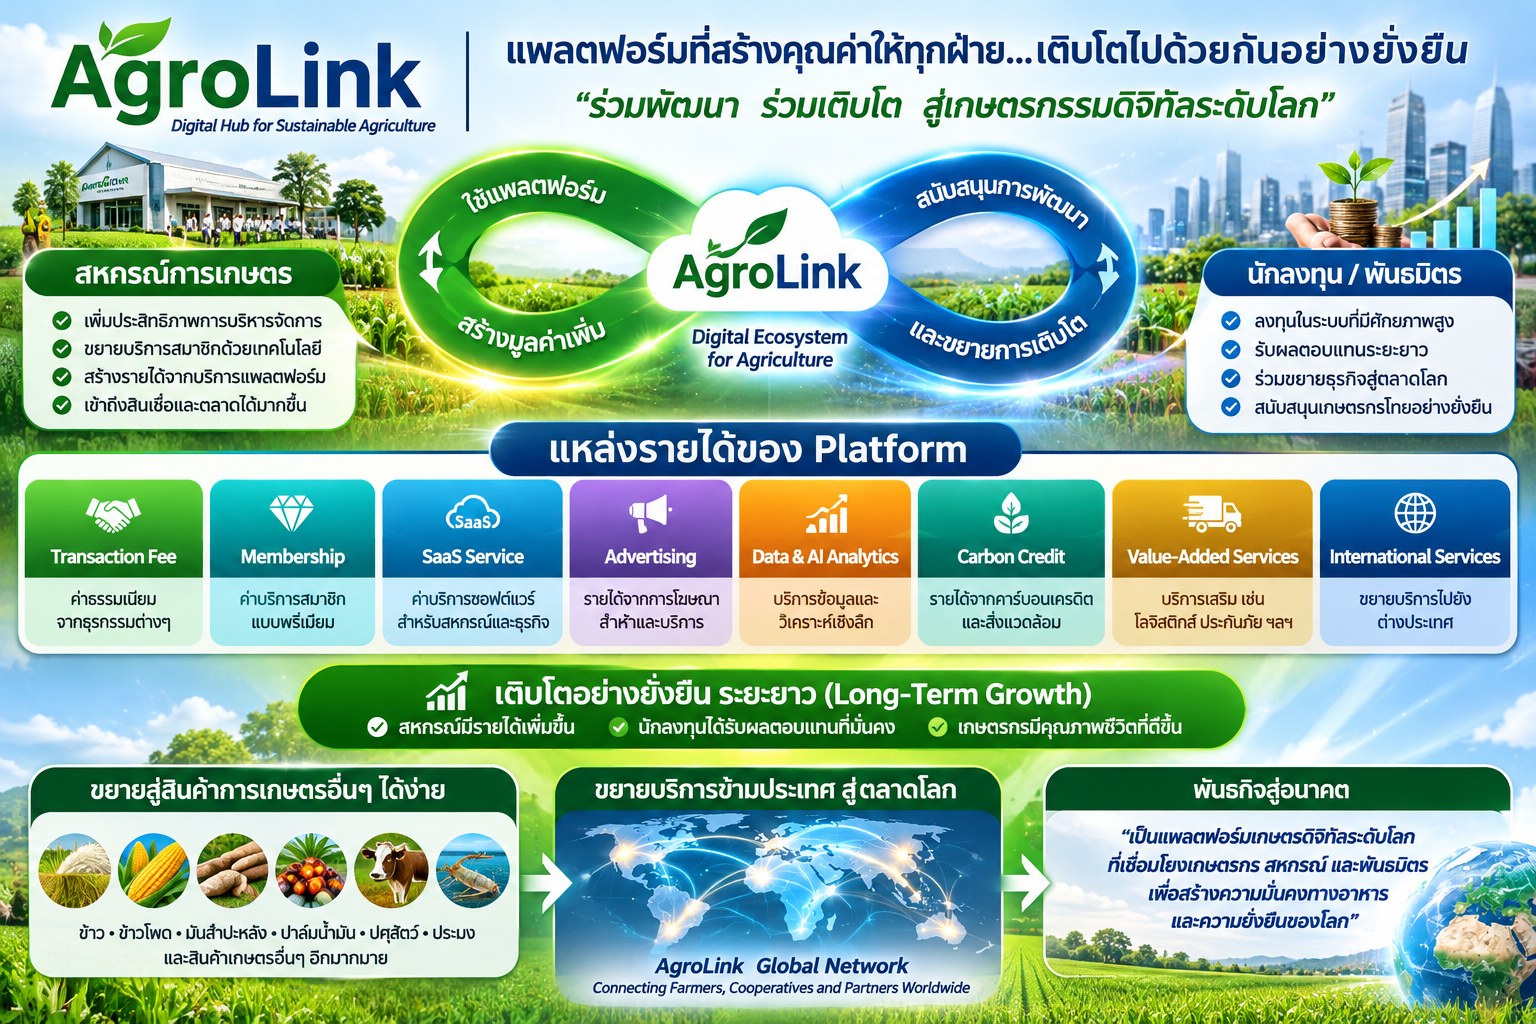 AgroLink
Digital Hub for Sustainable Agriculture
แพลตฟอร์มที่สร้างคุณค่าให้ทุกฝ่าย...เติบโตไปด้วยกันอย่างยั่งยืน
“ร่วมพัฒนา ร่วมเติบโต สู่เกษตรกรรมดิจิทัลระดับโลก”
สหกรณ์การเกษตร
เพิ่มประสิทธิภาพการบริหารจัดการ
ขยายบริการสมาชิกด้วยเทคโนโลยี
สร้างรายได้จากบริการแพลตฟอร์ม
เข้าถึงสินเชื่อและตลาดได้มากขึ้น
ใช้แพลตฟอร์ม
สร้างมูลค่าเพิ่ม
AgroLink
Digital Ecosystem
for Agriculture
สนับสนุนการพัฒนา
และขยายการเติบโต
นักลงทุน / พันธมิตร
ลงทุนในระบบที่มีศักยภาพสูง
รับผลตอบแทนระยะยาว
ร่วมขยายธุรกิจสู่ตลาดโลก
สนับสนุนเกษตรกรไทยอย่างยั่งยืน
แหล่งรายได้ของ Platform
Transaction Fee
ค่าธรรมเนียม
จากธุรกรรมต่างๆ
Membership
ค่าบริการสมาชิก
แบบพรีเมียม
SaaS
SaaS Service
ค่าบริการซอฟต์แวร์
สำหรับสหกรณ์และธุรกิจ
Advertising
รายได้จากการโฆษณา
สำห้าและบริการ
Data & AI Analytics
บริการข้อมูลและ
วิเคราะห์เชิงลึก
Carbon Credit
รายได้จากคาร์บอนเครดิต
และสิ่งแวดล้อม
Value-Added Services
บริการเสริม เช่น
โลจิสติกส์ ประกันภัย ฯลฯ
International Services
ขยายบริการไปยัง
ต่างประเทศ
เติบโตอย่างยั่งยืน ระยะยาว (Long-Term Growth)
สหกรณ์มีรายได้เพิ่มขึ้น
นักลงทุนได้รับผลตอบแทนที่มั่นคง
เกษตรกรมีคุณภาพชีวิตที่ดีขึ้น
ขยายสู่สินค้าการเกษตรอื่นๆ ได้ง่าย
ข้าว • ข้าวโพด • มันสำปะหลัง • ปาล์มน้ำมัน • ปศุสัตว์ • ประมง
และสินค้าเกษตรอื่นๆ อีกมากมาย
ขยายบริการข้ามประเทศ สู่ตลาดโลก
AgroLink Global Network
Connecting Farmers, Cooperatives and Partners Worldwide
พันธกิจสู่อนาคต
“เป็นแพลตฟอร์มเกษตรดิจิทัลระดับโลก
ที่เชื่อมโยงเกษตรกร สหกรณ์ และพันธมิตร
เพื่อสร้างความมั่นคงทางอาหาร
และความยั่งยืนของโลก”